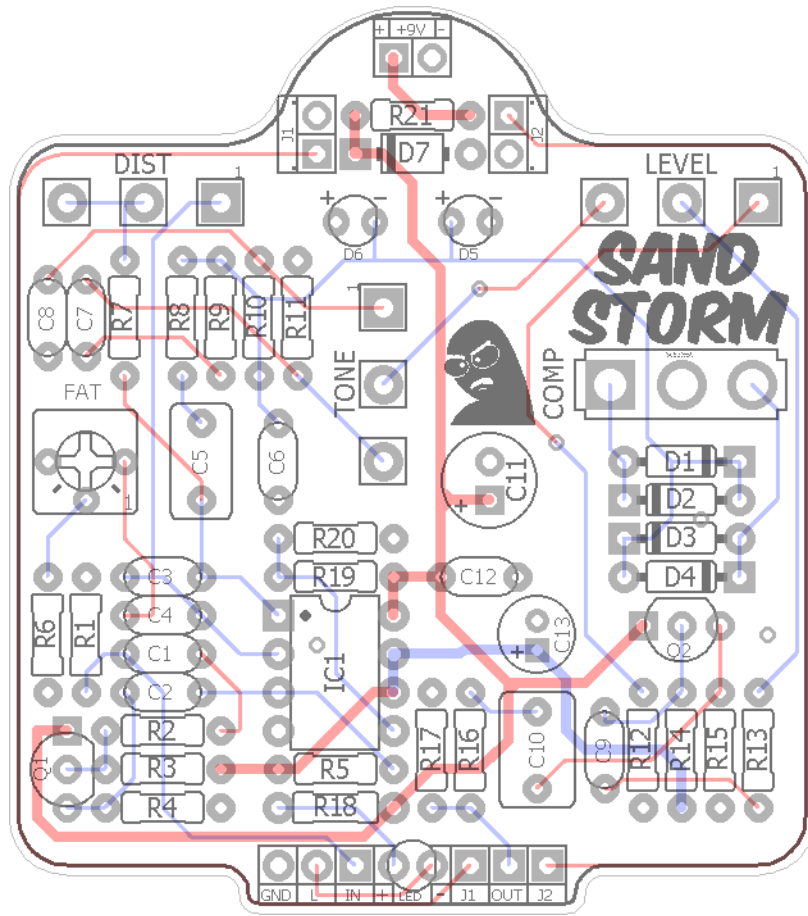 + +9V -
J1
R21
J2
D7
DIST
1
LEVEL
1
+ -
D6
+ -
D5
SAND
STORM
C8
C7
R7
R8
R9
R10
R11
1
TONE
COMP
FAT
1
C5
C6
C11
+
D1
D2
D3
D4
R20
R19
C12
C3
C4
C1
C2
R6
R1
IC1
C13
+
Q2
Q1
R2
R3
R4
R5
R18
R17
R16
C10
C9
R12
R14
R15
R13
GND L IN + LED - J1 OUT J2